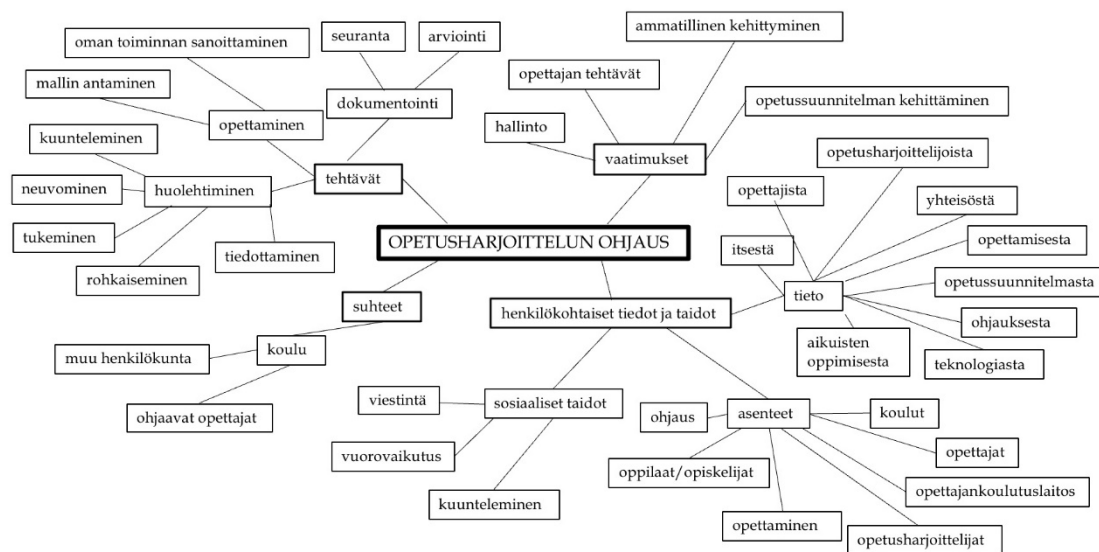 ammatillinen kehittyminen
oman toiminnan sanoittaminen
seuranta
arviointi
opettajan tehtävät
mallin antaminen
dokumentointi
opetussuunnitelman kehittäminen
opettaminen
hallinto
kuunteleminen
vaatimukset
opetusharjoittelijoista
tehtävät
neuvominen
huolehtiminen
opettajista
yhteisöstä
tukeminen
tiedottaminen
OPETUSHARJOITTELUN OHJAUS
itsestä
opettamisesta
rohkaiseminen
opetussuunnitelmasta
tieto
suhteet
henkilökohtaiset tiedot ja taidot
ohjauksesta
koulu
muu henkilökunta
aikuisten
oppimisesta
teknologiasta
viestintä
sosiaaliset taidot
ohjaus
asenteet
koulut
ohjaavat opettajat
vuorovaikutus
opettajat
oppilaat/opiskelijat
opettajankoulutuslaitos
kuunteleminen
opettaminen
opetusharjoittelijat